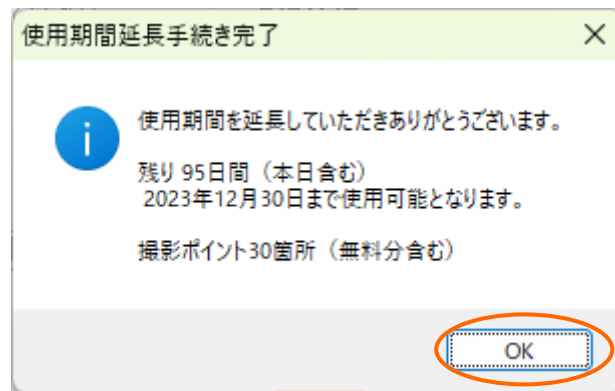 使用期間延長手続き完了
使用期間を延長していただきありがとうございます。
残り 95日間（本日含む）
2023年12月30日まで使用可能となります。
撮影ポイント30箇所（無料分含む）
OK